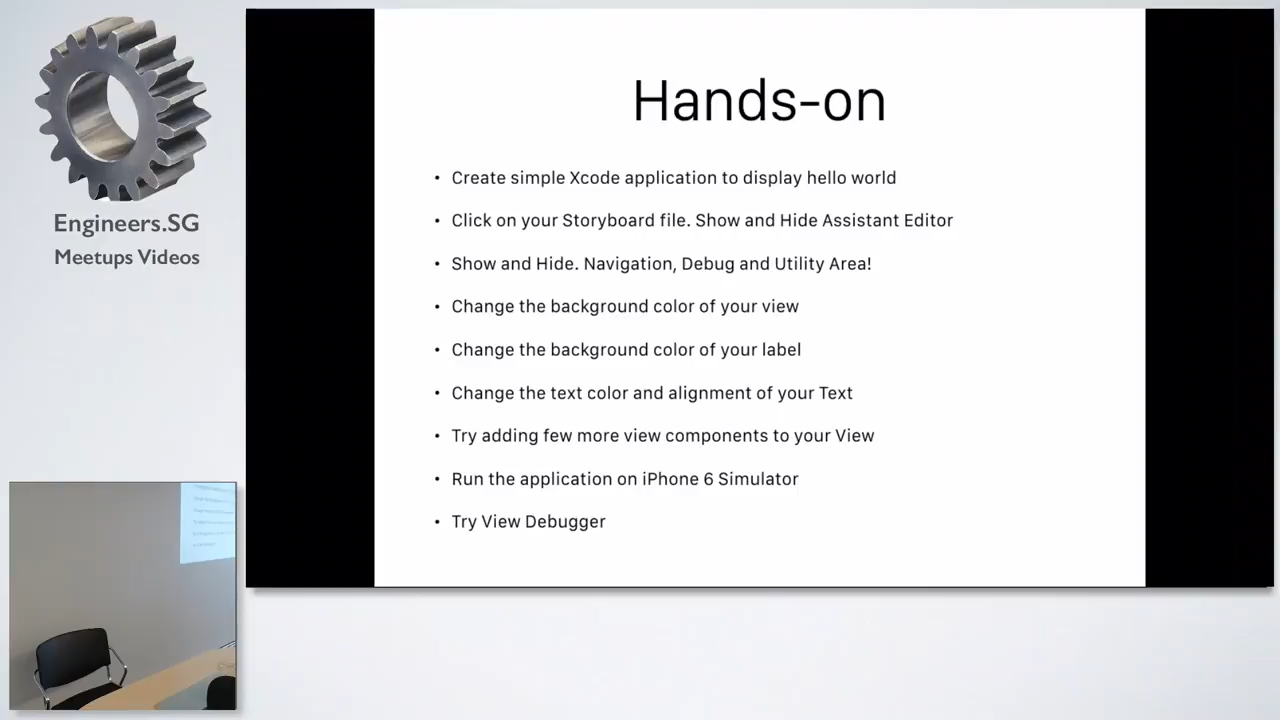 Engineers.SG
Meetups Videos
Hands-on
• Create simple Xcode application to display hello world
• Click on your Storyboard file. Show and Hide Assistant Editor
• Show and Hide. Navigation, Debug and Utility Area!
• Change the background color of your view
• Change the background color of your label
• Change the text color and alignment of your Text
• Try adding few more view components to your View
• Run the application on iPhone 6 Simulator
• Try View Debugger